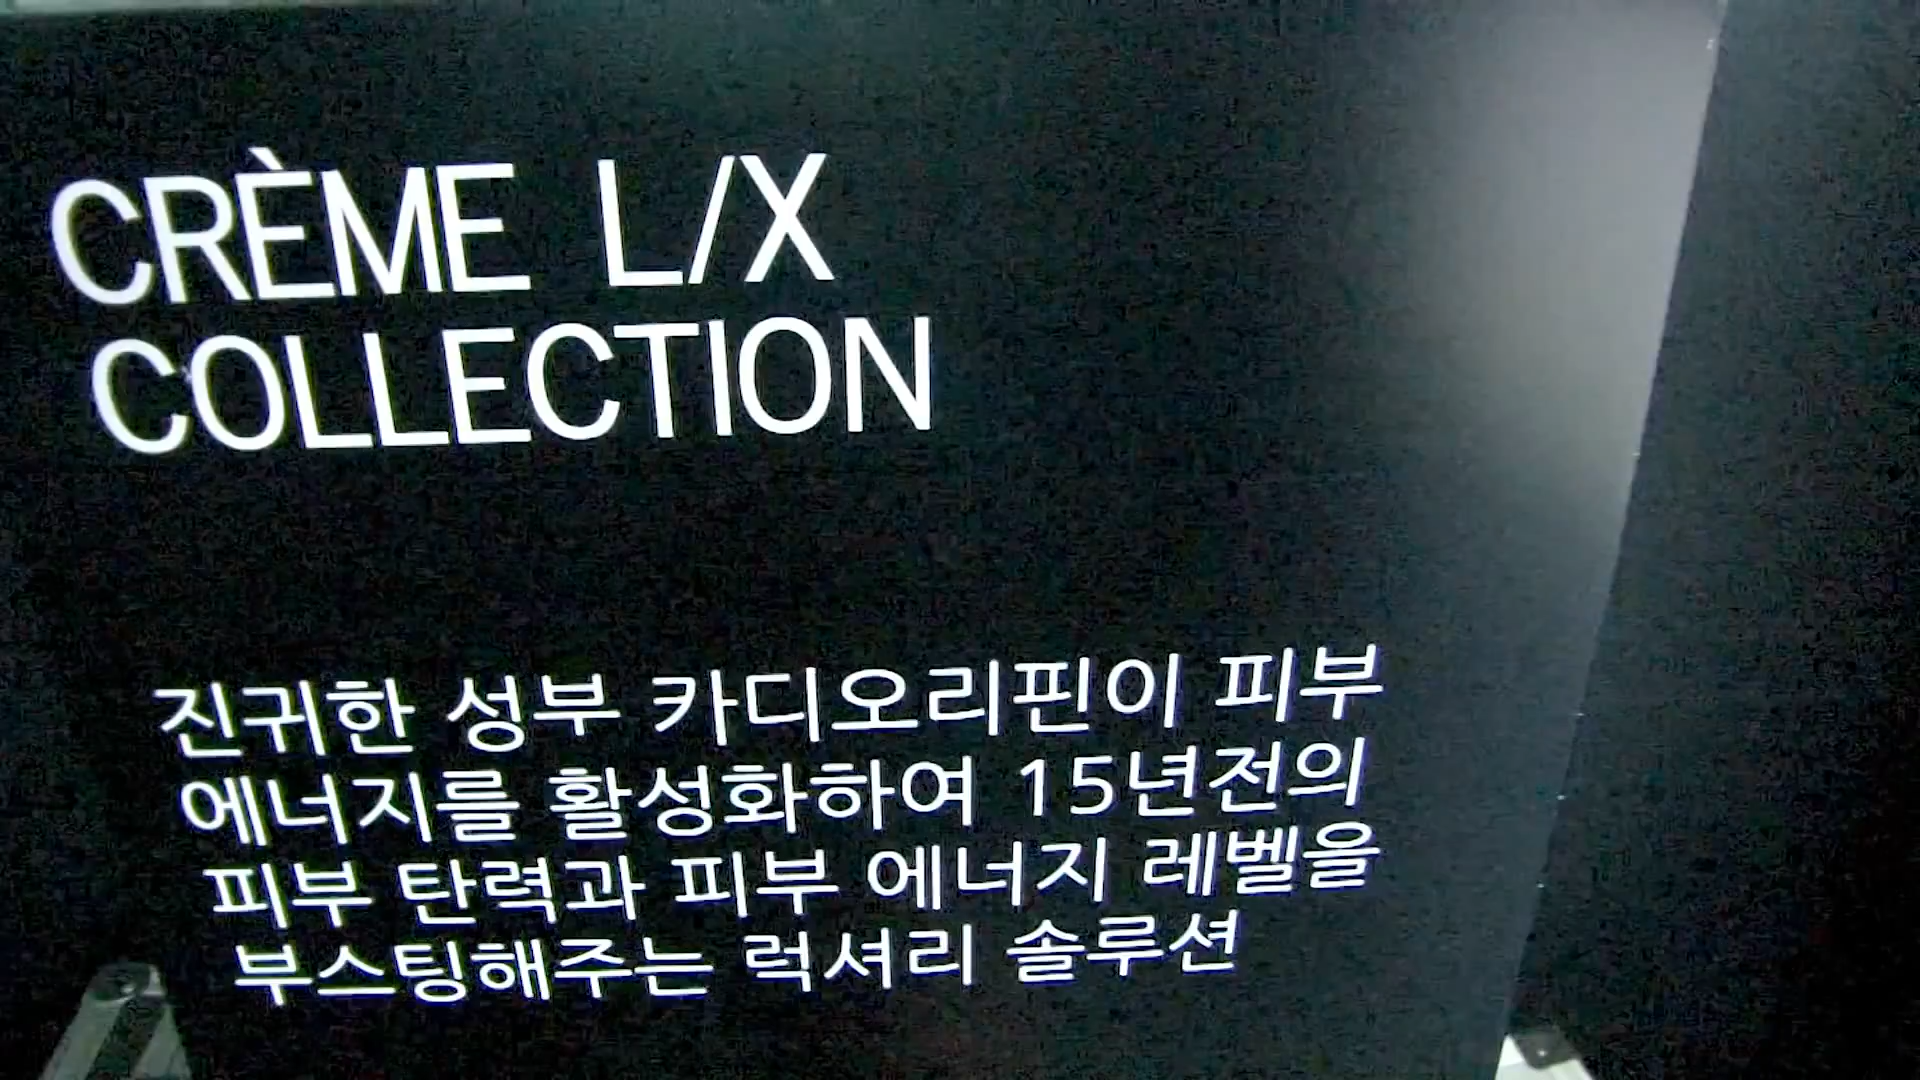 CRÈME L/X
COLLECTION
진귀한 성부 카디오리핀이 피부
에너지를 활성화하여 15년전의
피부 탄력과 피부 에너지 레벨을
부스팅해주는 럭셔리 솔루션